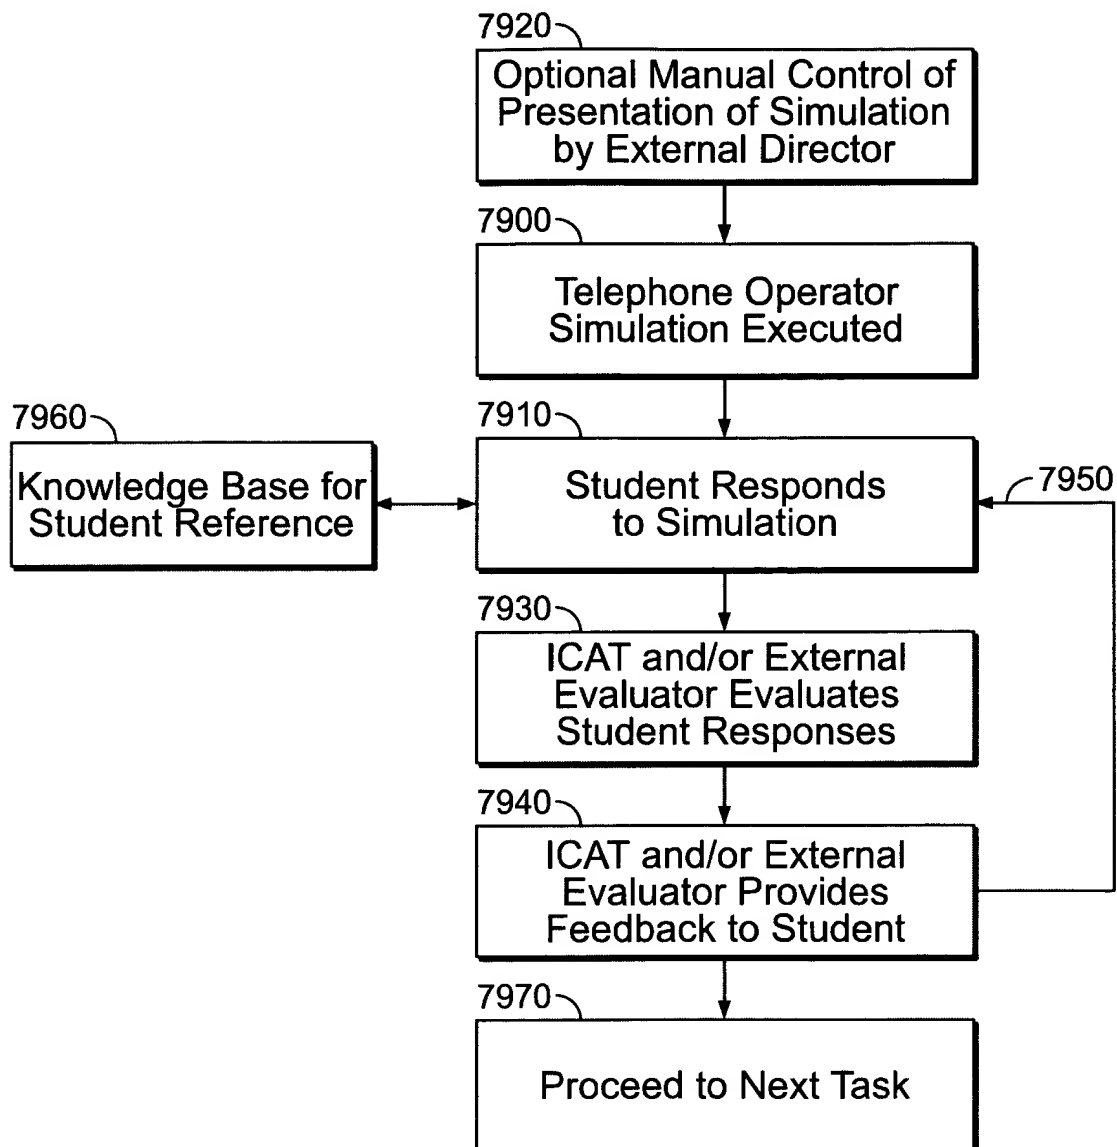 7920
Optional Manual Control of
Presentation of Simulation
by External Director
7900
Telephone Operator
Simulation Executed
7960
Knowledge Base for
Student Reference
7910
Student Responds
to Simulation
7950
7930
ICAT and/or External
Evaluator Evaluates
Student Responses
7940
ICAT and/or External
Evaluator Provides
Feedback to Student
7970
Proceed to Next Task